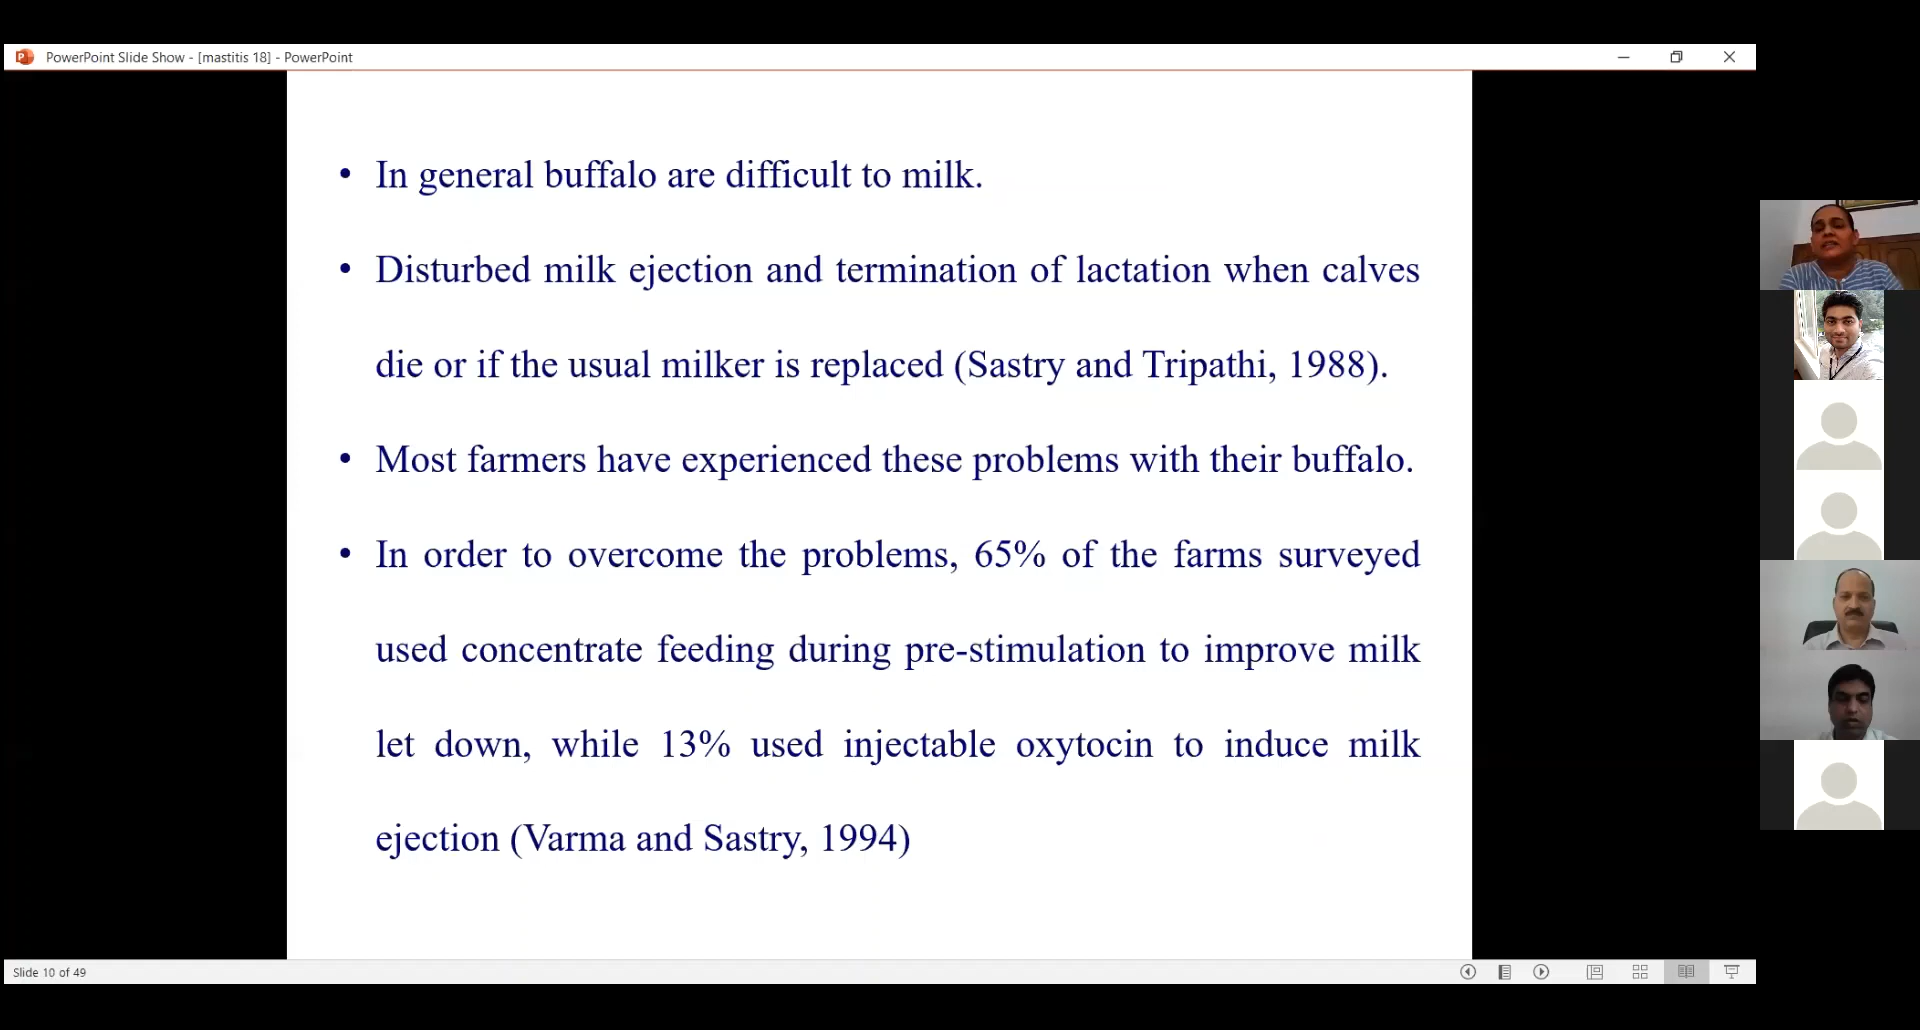 PowerPoint Slide Show - [mastitis 18] - PowerPoint
• In general buffalo are difficult to milk.
• Disturbed milk ejection and termination of lactation when calves
die or if the usual milker is replaced (Sastry and Tripathi, 1988).
• Most farmers have experienced these problems with their buffalo.
• In order to overcome the problems, 65% of the farms surveyed
used concentrate feeding during pre-stimulation to improve milk
let down, while 13% used injectable oxytocin to induce milk
ejection (Varma and Sastry, 1994)
Slide 10 of 49